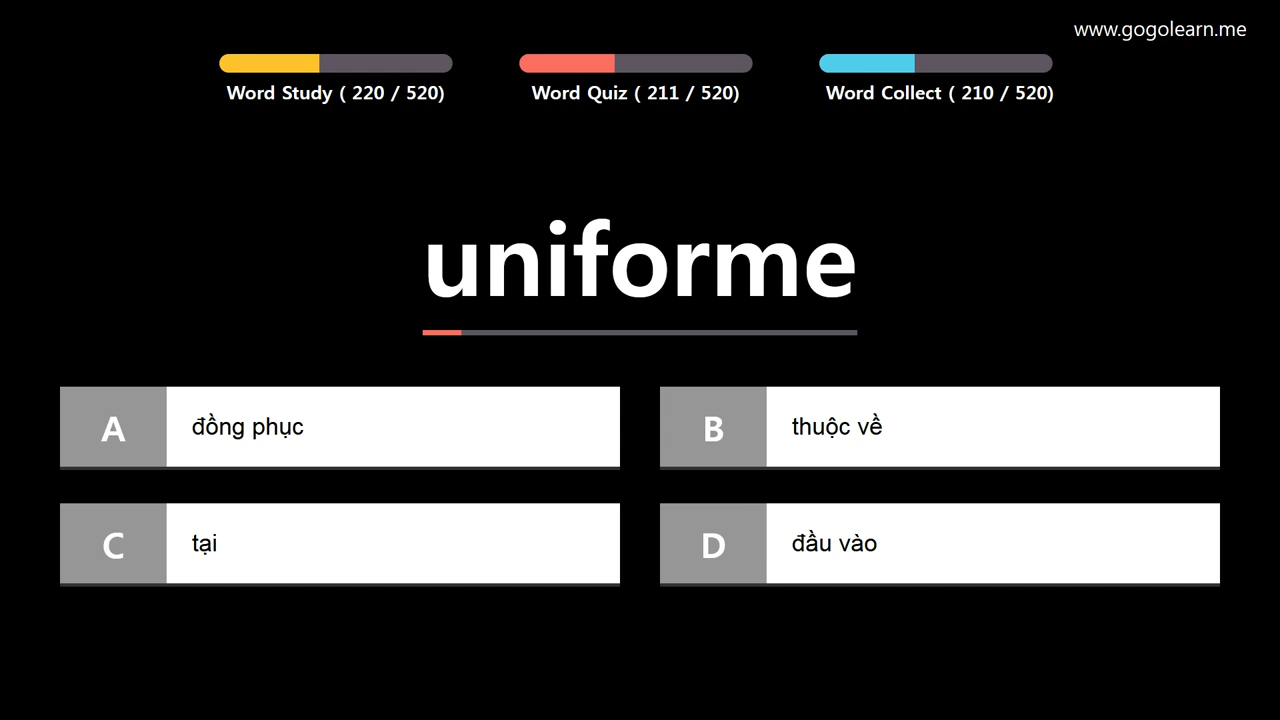 www.gogolearn.me
Word Study ( 220 / 520)
Word Quiz ( 211 / 520)
Word Collect ( 210 / 520)
uniforme
A đồng phục
B thuộc về
C tại
D đầu vào